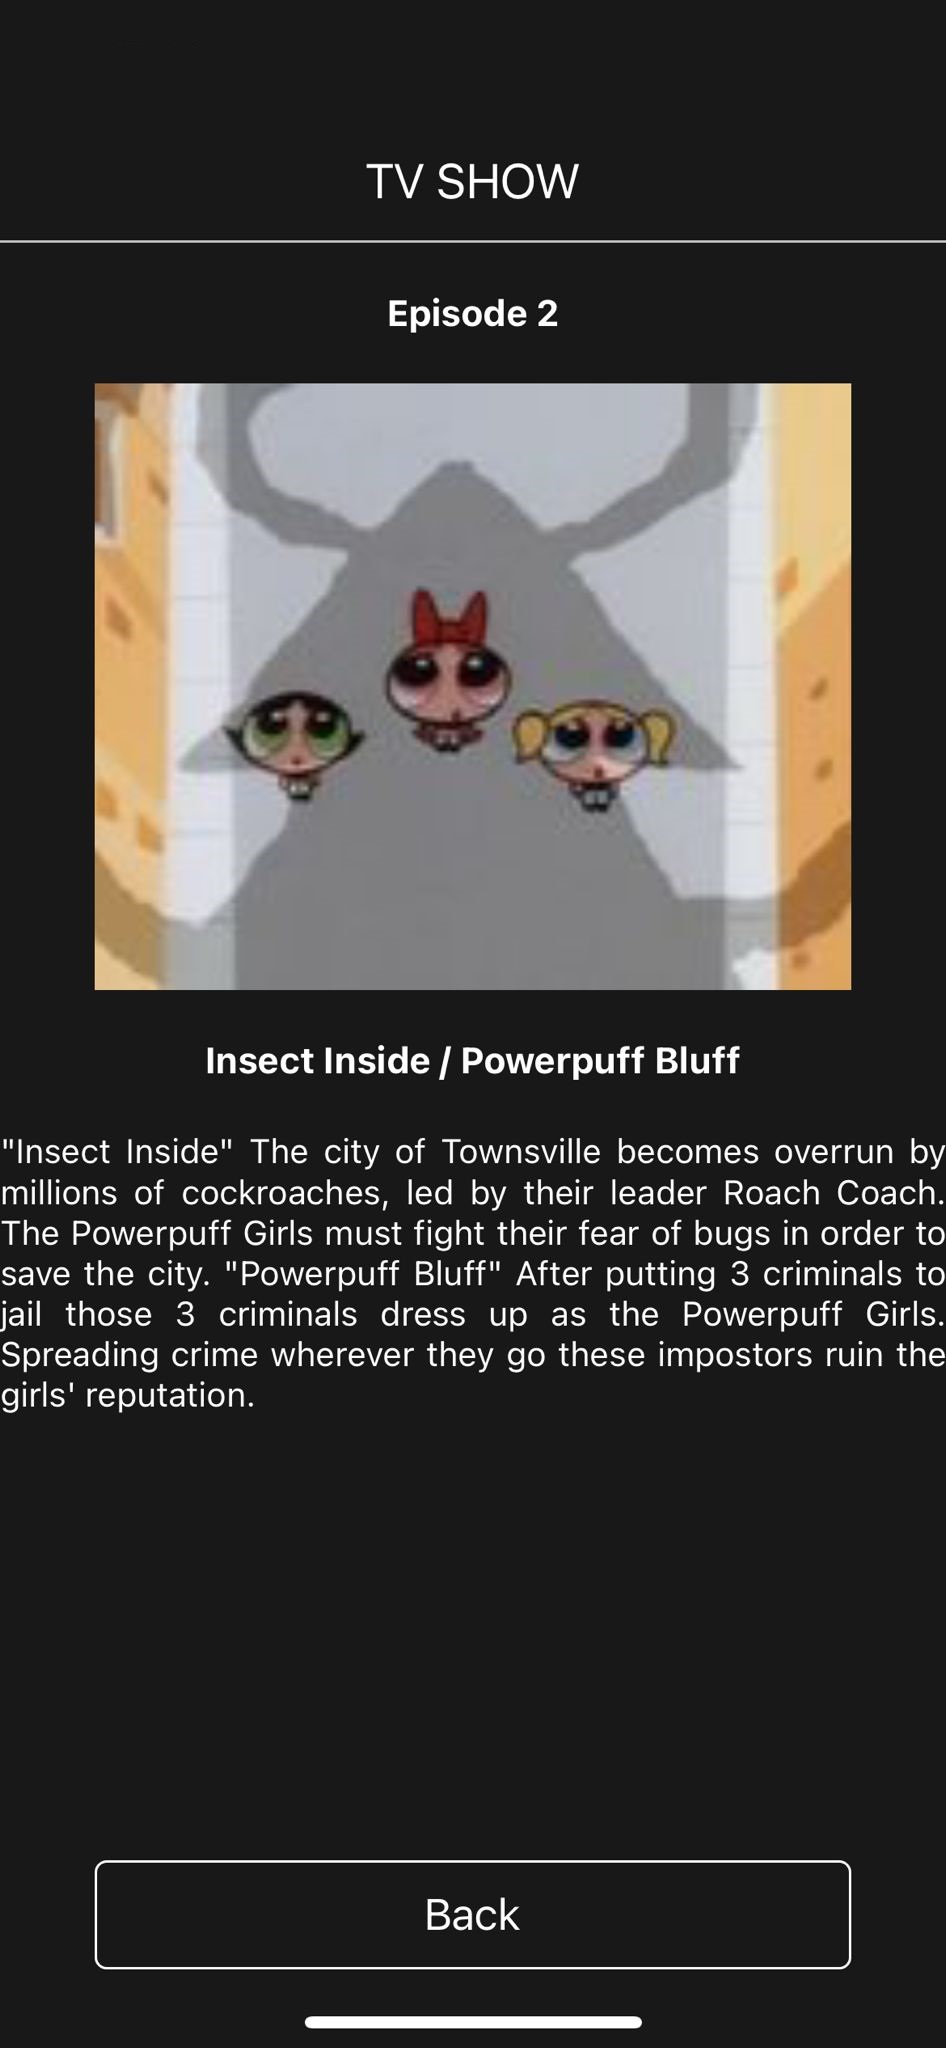 TV SHOW
Episode 2
Insect Inside / Powerpuff Bluff
"Insect Inside" The city of Townsville becomes overrun by
millions of cockroaches, led by their leader Roach Coach.
The Powerpuff Girls must fight their fear of bugs in order to
save the city. "Powerpuff Bluff" After putting 3 criminals to
jail those 3 criminals dress up as the Powerpuff Girls.
Spreading crime wherever they go these impostors ruin the
girls' reputation.
Back